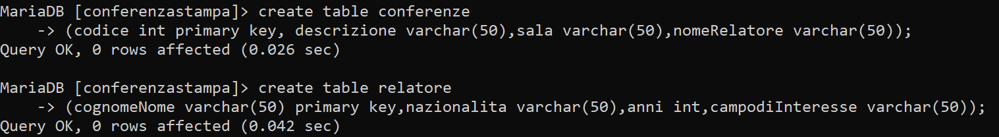 MariaDB [conferenzastampa]> create table conferenze
    -> (codice int primary key, descrizione varchar(50),sala varchar(50),nomeRelatore varchar(50));
Query OK, 0 rows affected (0.026 sec)

MariaDB [conferenzastampa]> create table relatore
    -> (cognomeNome varchar(50) primary key,nazionalita varchar(50),anni int,campodiInteresse varchar(50));
Query OK, 0 rows affected (0.042 sec)